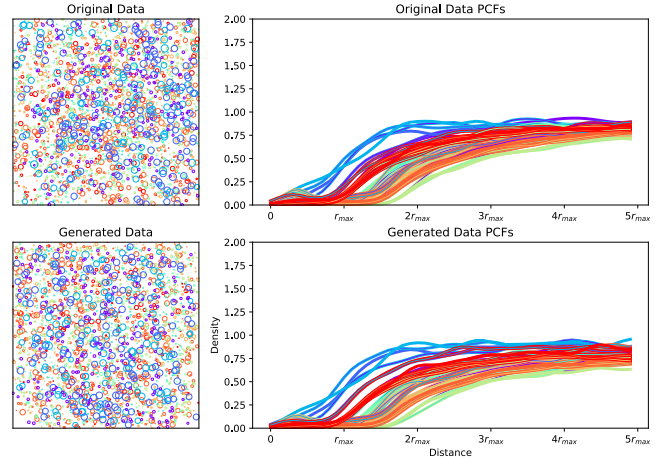 Original Data
Original Data PCFs
2.00
1.75
1.50
1.25
1.00
0.75
0.50
0.25
0.00
0 r_max 2r_max 3r_max 4r_max 5r_max
Generated Data
Generated Data PCFs
2.00
1.75
1.50
1.25
1.00
0.75
0.50
0.25
0.00
Density
0 r_max 2r_max 3r_max 4r_max 5r_max
Distance